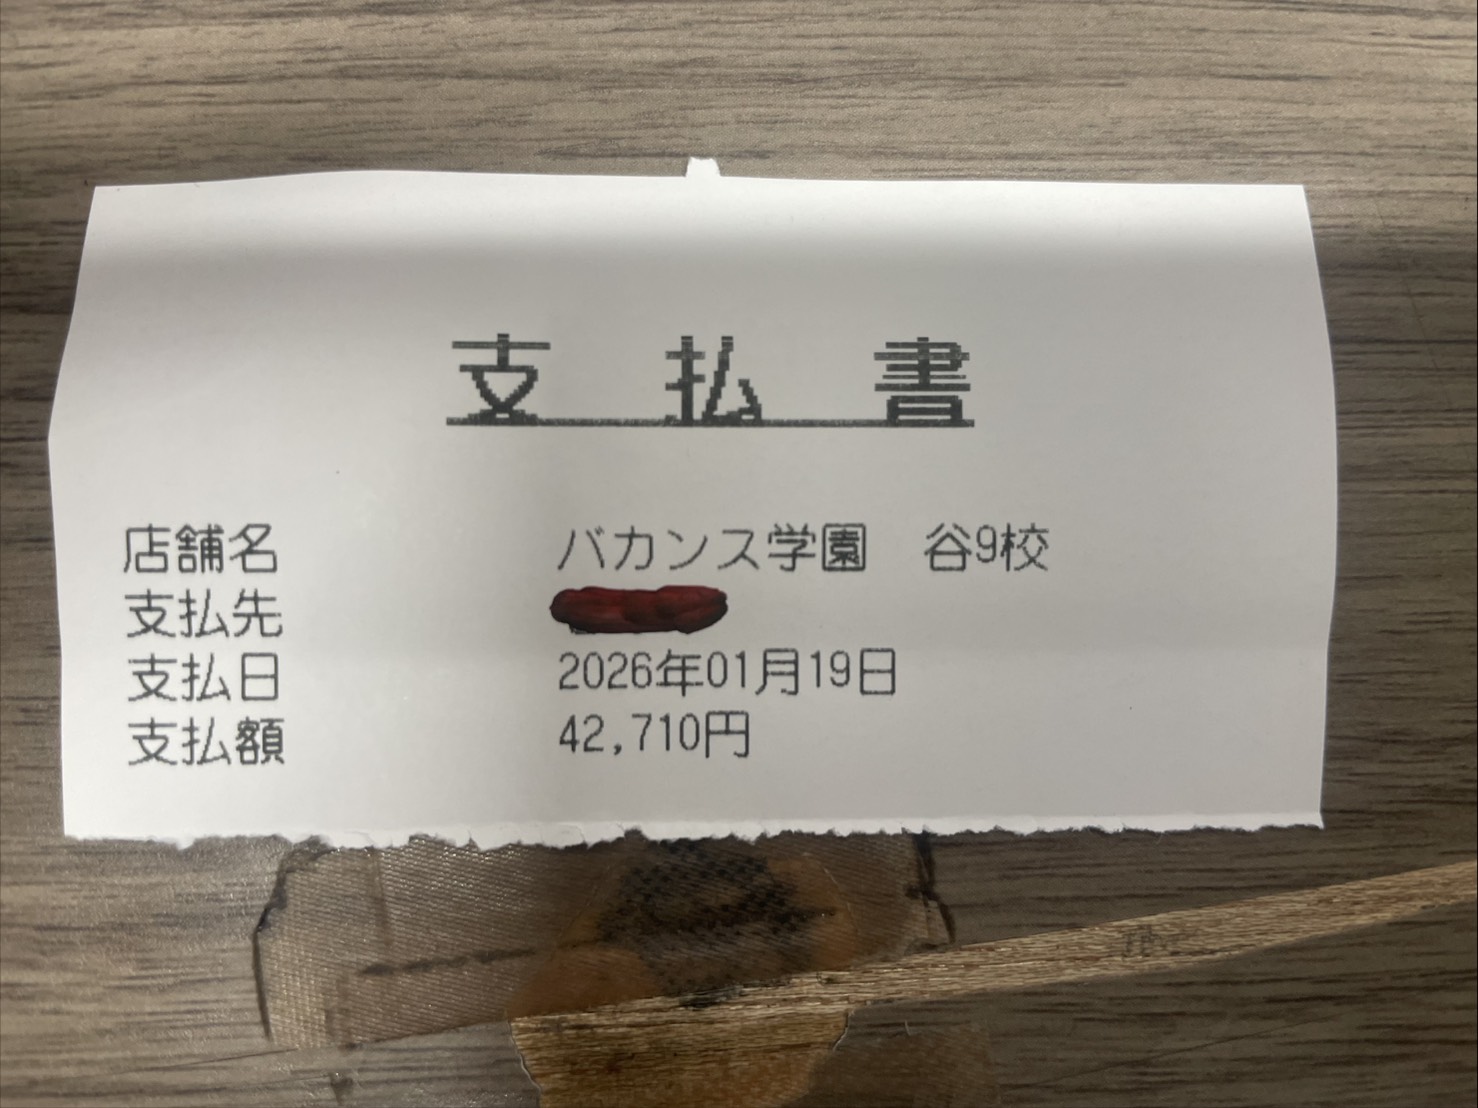 支払書
店舗名 バカンス学園 谷9校
支払先
支払日 2026年01月19日
支払額 42,710円